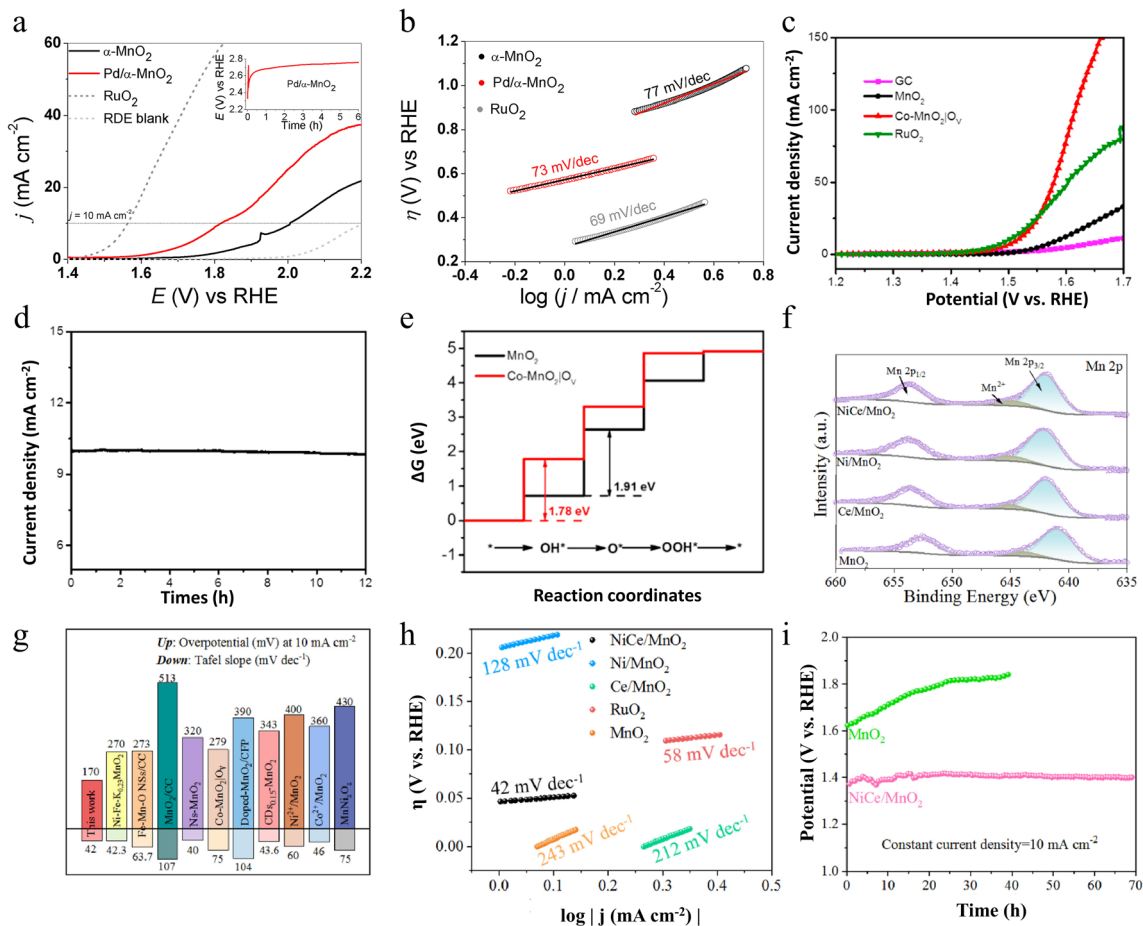 a
60
40
20
0
j (mA cm⁻²)
α-MnO₂
Pd/α-MnO₂
RuO₂
RDE blank
j = 10 mA cm⁻²
1.4 1.6 1.8 2.0 2.2
E (V) vs RHE
2.8
2.6
2.4
2.2
E (V) vs RHE
Pd/α-MnO₂
0 1 2 3 4 5 6
Time (h)
b
1.2
1.0
0.8
0.6
0.4
0.2
η (V) vs RHE
α-MnO₂
Pd/α-MnO₂
RuO₂
77 mV/dec
73 mV/dec
69 mV/dec
-0.4 0.0 0.4 0.8
log (j / mA cm⁻²)
c
150
125
100
75
50
25
0
Current density (mA cm⁻²)
GC
MnO₂
Co-MnO₂|Oᵥ
RuO₂
1.2 1.3 1.4 1.5 1.6 1.7
Potential (V vs. RHE)
d
15
10
5
Current density (mA cm⁻²)
0 2 4 6 8 10 12
Times (h)
e
6
5
4
3
2
1
0
-1
ΔG (eV)
MnO₂
Co-MnO₂|Oᵥ
1.91 eV
1.78 eV
* OH* O* OOH* *
Reaction coordinates
f
Mn 2p
Mn 2p₁/₂
Mn 2p₃/₂
Mn²⁺
NiCe/MnO₂
Ni/MnO₂
Ce/MnO₂
MnO₂
Intensity (a.u.)
660 655 650 645 640 635
Binding Energy (eV)
g
Up: Overpotential (mV) at 10 mA cm⁻²
Down: Tafel slope (mV dec⁻¹)
170 270 273 513 320 279 390 343 400 360 430
This work
Ni-Fe-K₀.₂₃MnO₂
Fe-Mn-O NSs/CC
MnO₂/CC
Ns-MnO₂
Doped-MnO₂/CFP
CDs₀.₁₅-MnO₂
Ni²⁺/MnO₂
Co²⁺/MnO₂
42 42.3 63.7 107 40 75 104 43.6 60 46 75
h
0.20
0.15
0.10
0.05
0.00
η (V vs. RHE)
128 mV dec⁻¹
NiCe/MnO₂
Ni/MnO₂
Ce/MnO₂
RuO₂
MnO₂
58 mV dec⁻¹
42 mV dec⁻¹
243 mV dec⁻¹
212 mV dec⁻¹
0.0 0.1 0.2 0.3 0.4 0.5
log | j (mA cm⁻²) |
i
2.0
1.8
1.6
1.4
1.2
1.0
Potential (V vs. RHE)
MnO₂
NiCe/MnO₂
Constant current density=10 mA cm⁻²
0 10 20 30 40 50 60 70
Time (h)